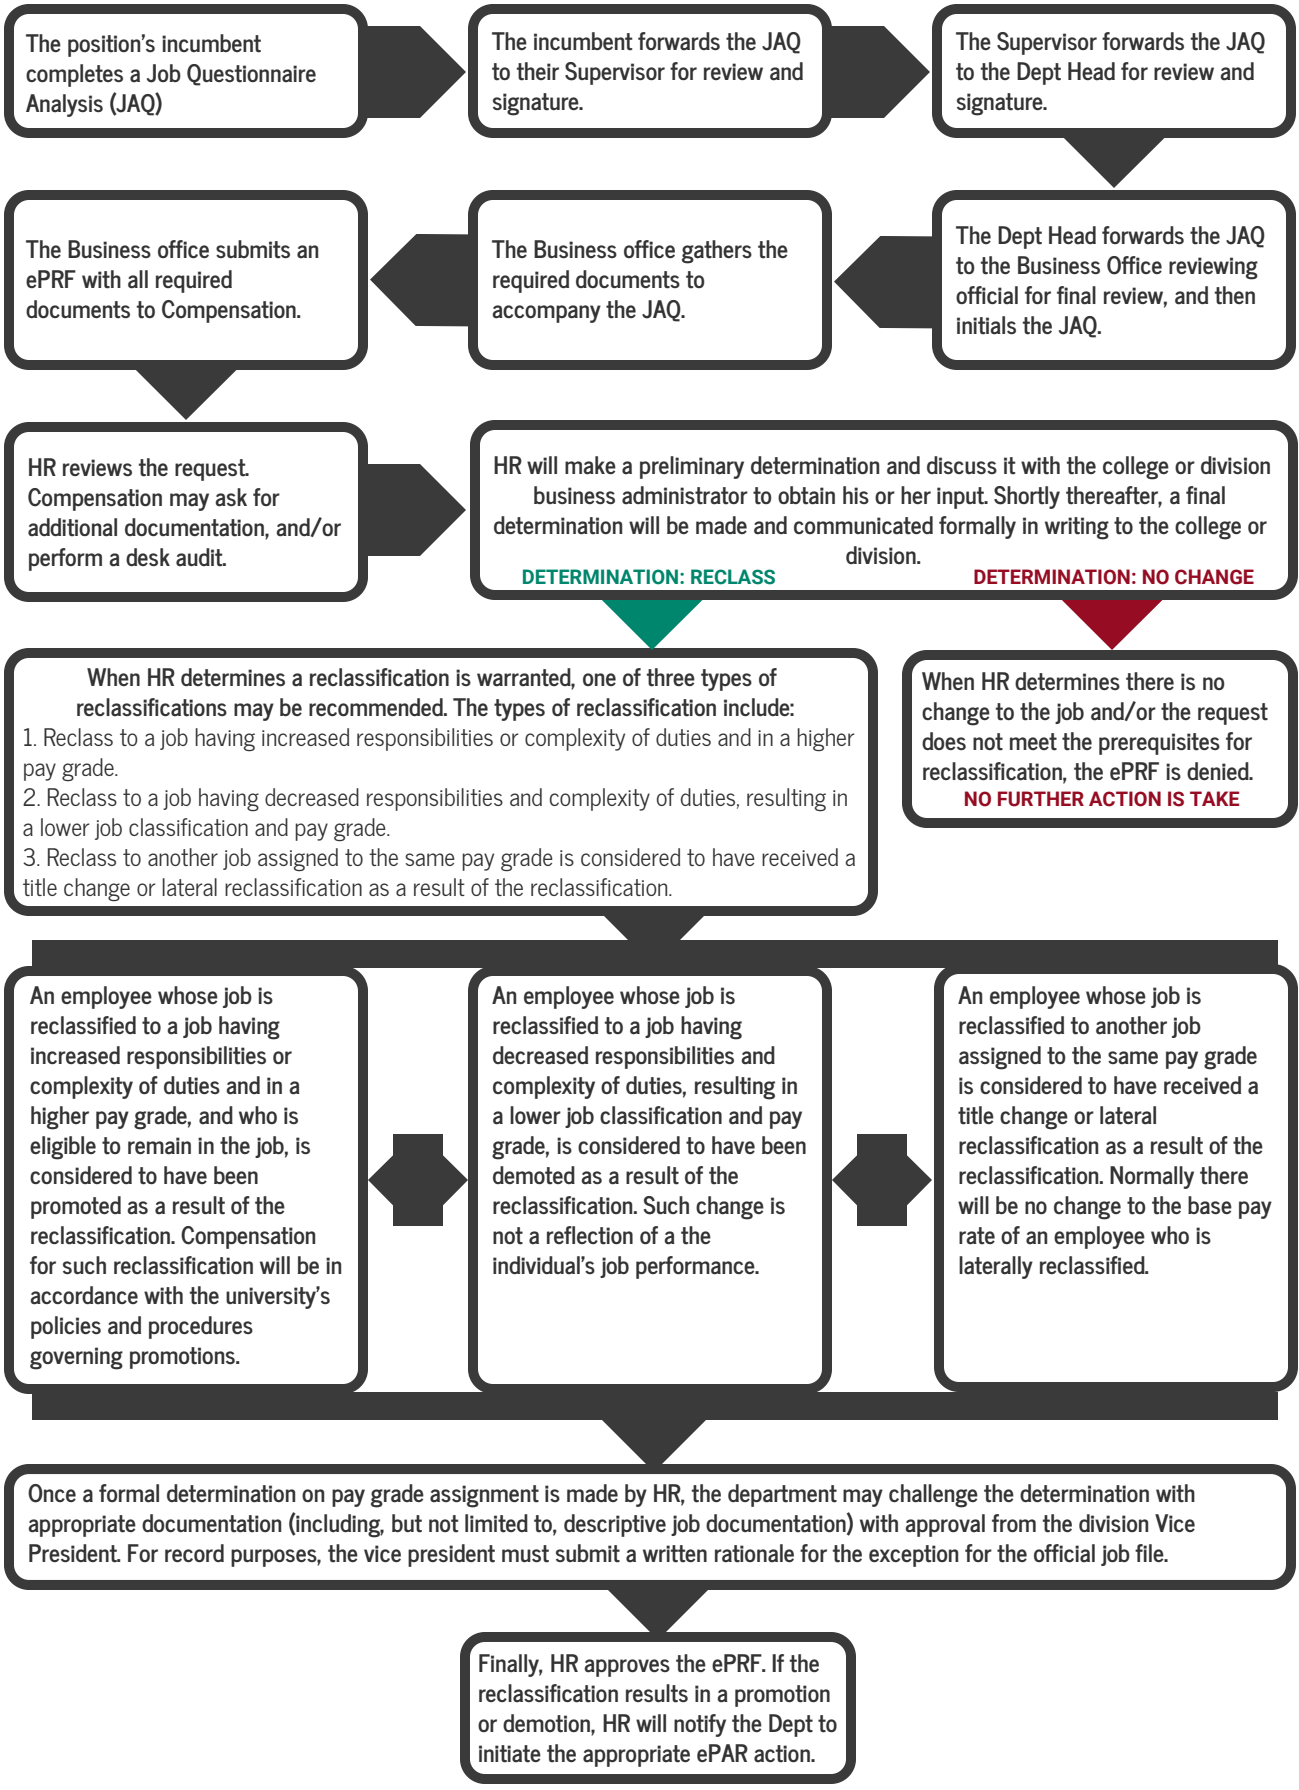 The position's incumbent
completes a Job Questionnaire
Analysis (JAQ)
The incumbent forwards the JAQ
to their Supervisor for review and
signature.
The Supervisor forwards the JAQ
to the Dept Head for review and
signature.
The Dept Head forwards the JAQ
to the Business Office reviewing
official for final review, and then
initials the JAQ.
The Business office gathers the
required documents to
accompany the JAQ.
The Business office submits an
ePRF with all required
documents to Compensation.
HR reviews the request.
Compensation may ask for
additional documentation, and/or
perform a desk audit.
HR will make a preliminary determination and discuss it with the college or division
business administrator to obtain his or her input. Shortly thereafter, a final
determination will be made and communicated formally in writing to the college or
division.
DETERMINATION: RECLASS
DETERMINATION: NO CHANGE
When HR determines a reclassification is warranted, one of three types of
reclassifications may be recommended. The types of reclassification include:
1. Reclass to a job having increased responsibilities or complexity of duties and in a higher
pay grade.
2. Reclass to a job having decreased responsibilities and complexity of duties, resulting in
a lower job classification and pay grade.
3. Reclass to another job assigned to the same pay grade is considered to have received a
title change or lateral reclassification as a result of the reclassification.
When HR determines there is no
change to the job and/or the request
does not meet the prerequisites for
reclassification, the ePRF is denied.
NO FURTHER ACTION IS TAKE
An employee whose job is
reclassified to a job having
increased responsibilities or
complexity of duties and in a
higher pay grade, and who is
eligible to remain in the job, is
considered to have been
promoted as a result of the
reclassification. Compensation
for such reclassification will be in
accordance with the university's
policies and procedures
governing promotions.
An employee whose job is
reclassified to a job having
decreased responsibilities and
complexity of duties, resulting in
a lower job classification and pay
grade, is considered to have been
demoted as a result of the
reclassification. Such change is
not a reflection of a the
individual's job performance.
An employee whose job is
reclassified to another job
assigned to the same pay grade
is considered to have received a
title change or lateral
reclassification as a result of the
reclassification. Normally there
will be no change to the base pay
rate of an employee who is
laterally reclassified.
Once a formal determination on pay grade assignment is made by HR, the department may challenge the determination with
appropriate documentation (including, but not limited to, descriptive job documentation) with approval from the division Vice
President. For record purposes, the vice president must submit a written rationale for the exception for the official job file.
Finally, HR approves the ePRF. If the
reclassification results in a promotion
or demotion, HR will notify the Dept to
initiate the appropriate ePAR action.